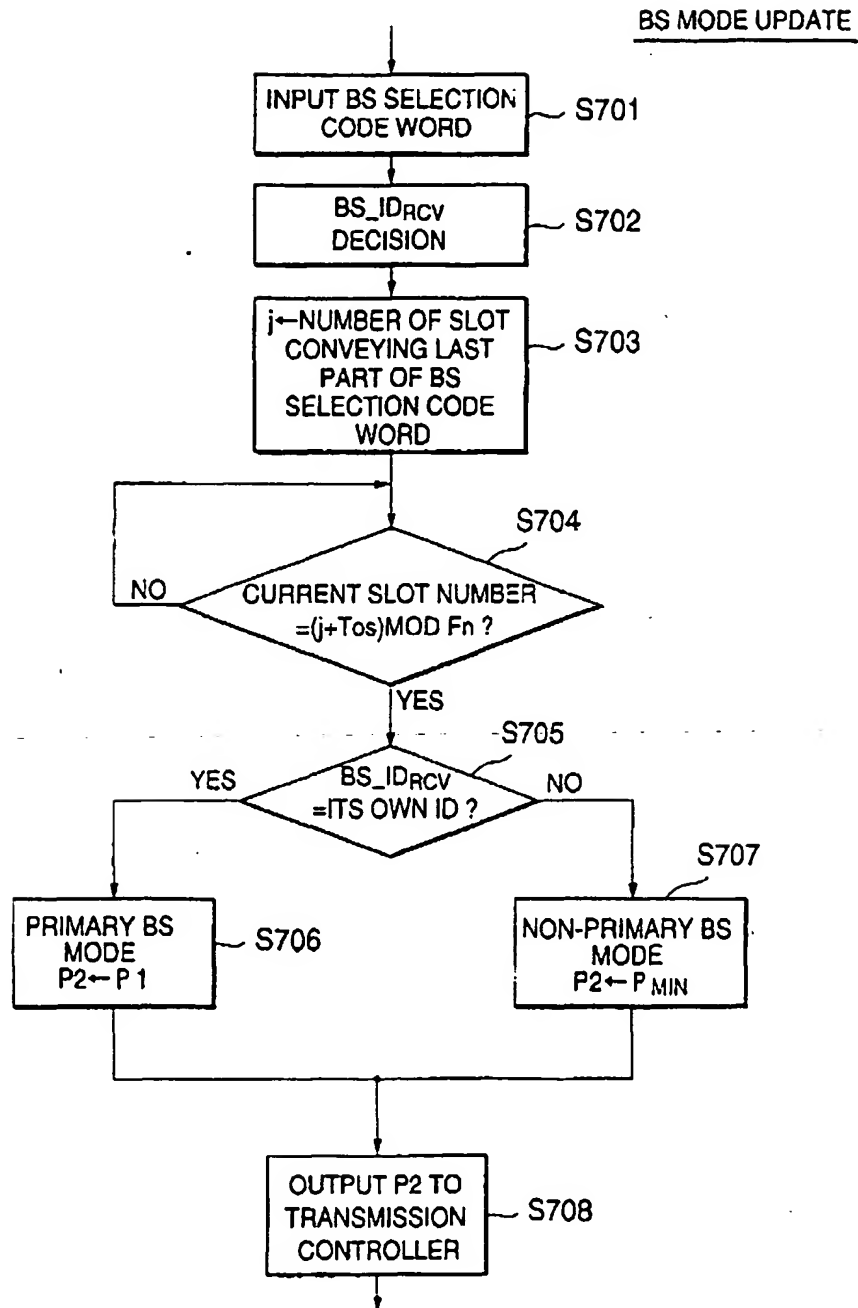 BS MODE UPDATE
INPUT BS SELECTION
CODE WORD
S701
BS_IDRCV
DECISION
S702
j←NUMBER OF SLOT
CONVEYING LAST
PART OF BS
SELECTION CODE
WORD
S703
S704
NO
CURRENT SLOT NUMBER
=(j+Tos)MOD Fn ?
YES
S705
YES
BS_IDRCV
=ITS OWN ID ?
NO
S707
PRIMARY BS
MODE
P2← P 1
S706
NON-PRIMARY BS
MODE
P2← P MIN
OUTPUT P2 TO
TRANSMISSION
CONTROLLER
S708